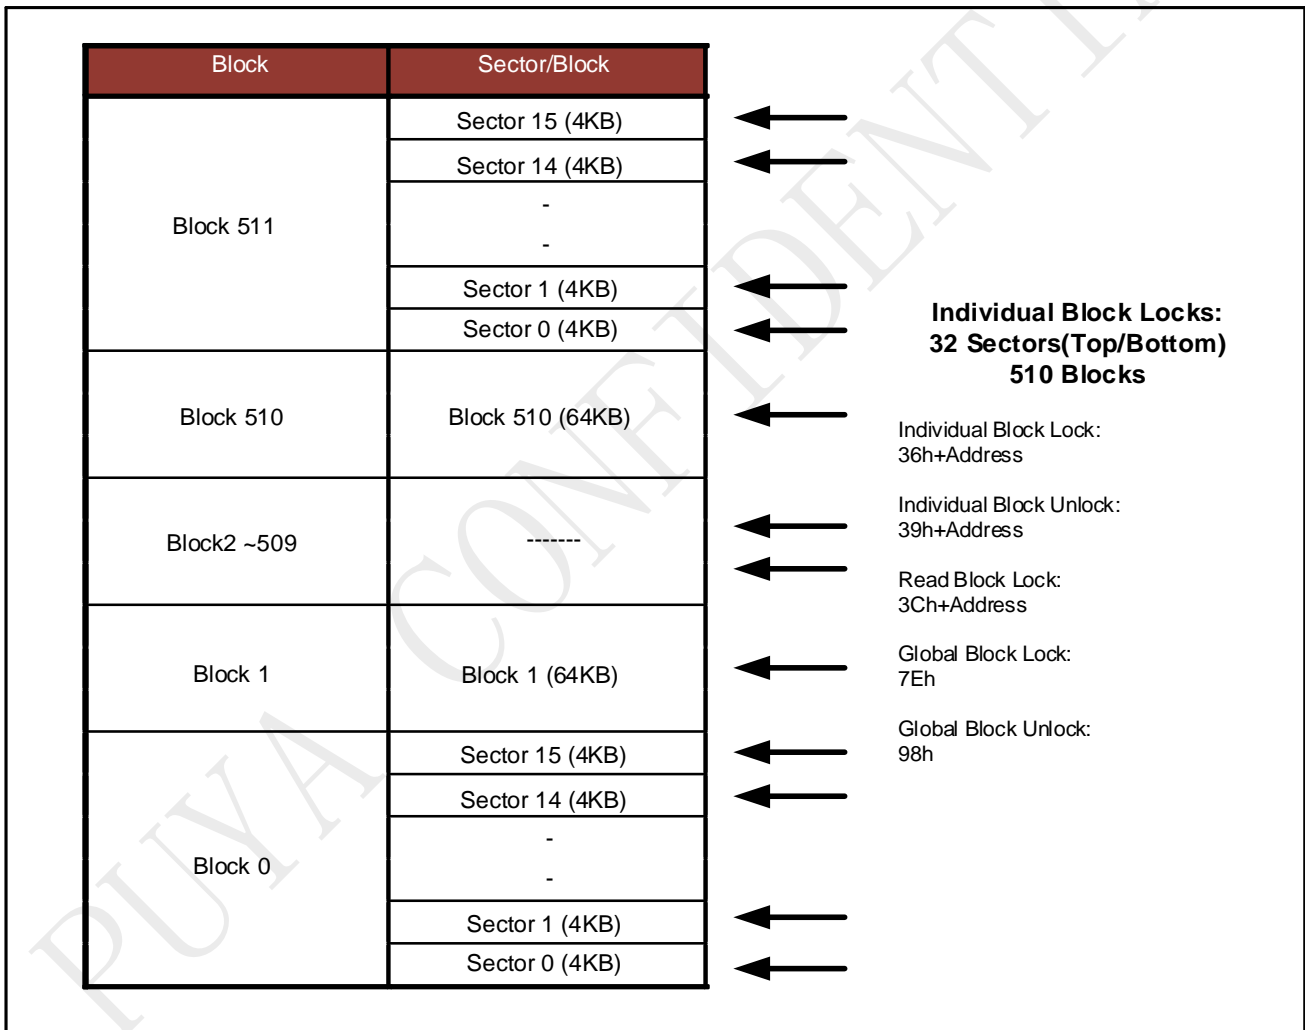 Block Sector/Block
Sector 15 (4KB)
Sector 14 (4KB)
-
Block 511
-
Sector 1 (4KB)
Sector 0 (4KB)
Individual Block Locks:
32 Sectors(Top/Bottom)
510 Blocks
Block 510 Block 510 (64KB)
Individual Block Lock:
36h+Address
Individual Block Unlock:
39h+Address
Block2 ~509 -------
Read Block Lock:
3Ch+Address
Global Block Lock:
7Eh
Block 1 Block 1 (64KB)
Global Block Unlock:
98h
Sector 15 (4KB)
Sector 14 (4KB)
-
Block 0
-
Sector 1 (4KB)
Sector 0 (4KB)
PUYA CONFIDENTI